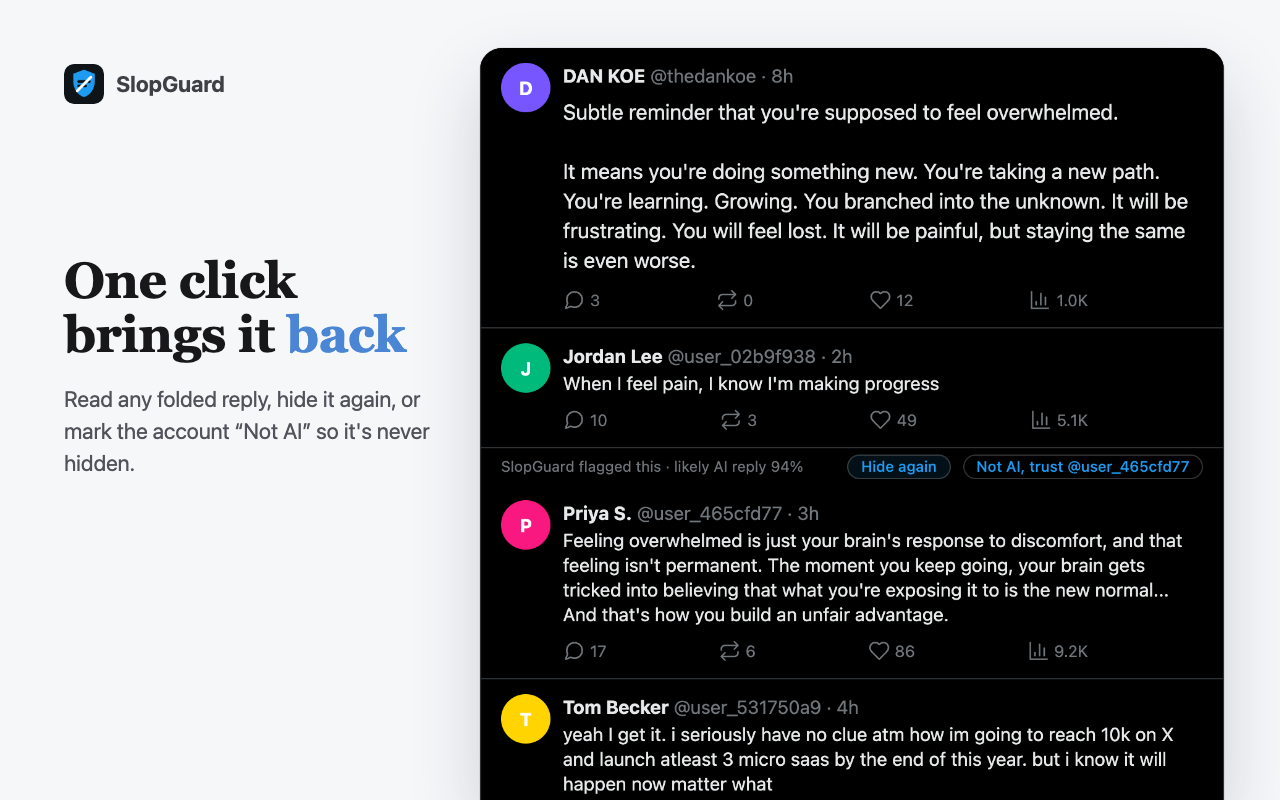 SlopGuard
One click
brings it back
Read any folded reply, hide it again, or
mark the account “Not AI” so it's never
hidden.
D
DAN KOE @thedankoe · 8h
Subtle reminder that you're supposed to feel overwhelmed.
It means you're doing something new. You're taking a new path.
You're learning. Growing. You branched into the unknown. It will be
frustrating. You will feel lost. It will be painful, but staying the same
is even worse.
3 0 12 1.0K
J
Jordan Lee @user_02b9f938 · 2h
When I feel pain, I know I'm making progress
10 3 49 5.1K
SlopGuard flagged this · likely AI reply 94% Hide again Not AI, trust @user_465cfd77
P
Priya S. @user_465cfd77 · 3h
Feeling overwhelmed is just your brain's response to discomfort, and that
feeling isn't permanent. The moment you keep going, your brain gets
tricked into believing that what you're exposing it to is the new normal...
And that's how you build an unfair advantage.
17 6 86 9.2K
T
Tom Becker @user_531750a9 · 4h
yeah I get it. i seriously have no clue atm how im going to reach 10k on X
and launch atleast 3 micro saas by the end of this year. but i know it will
happen now matter what